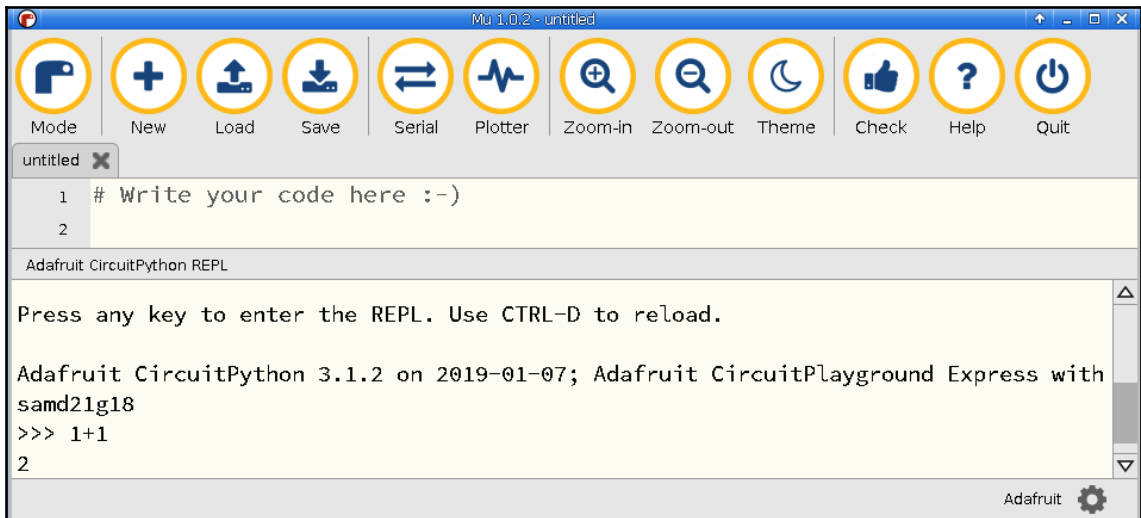 Mu 1.0.2 - untitled
Mode New Load Save Serial Plotter Zoom-in Zoom-out Theme Check Help Quit
untitled
1 # Write your code here :-)
2
Adafruit CircuitPython REPL
Press any key to enter the REPL. Use CTRL-D to reload.
Adafruit CircuitPython 3.1.2 on 2019-01-07; Adafruit CircuitPlayground Express with
samd21g18
>>> 1+1
2
Adafruit